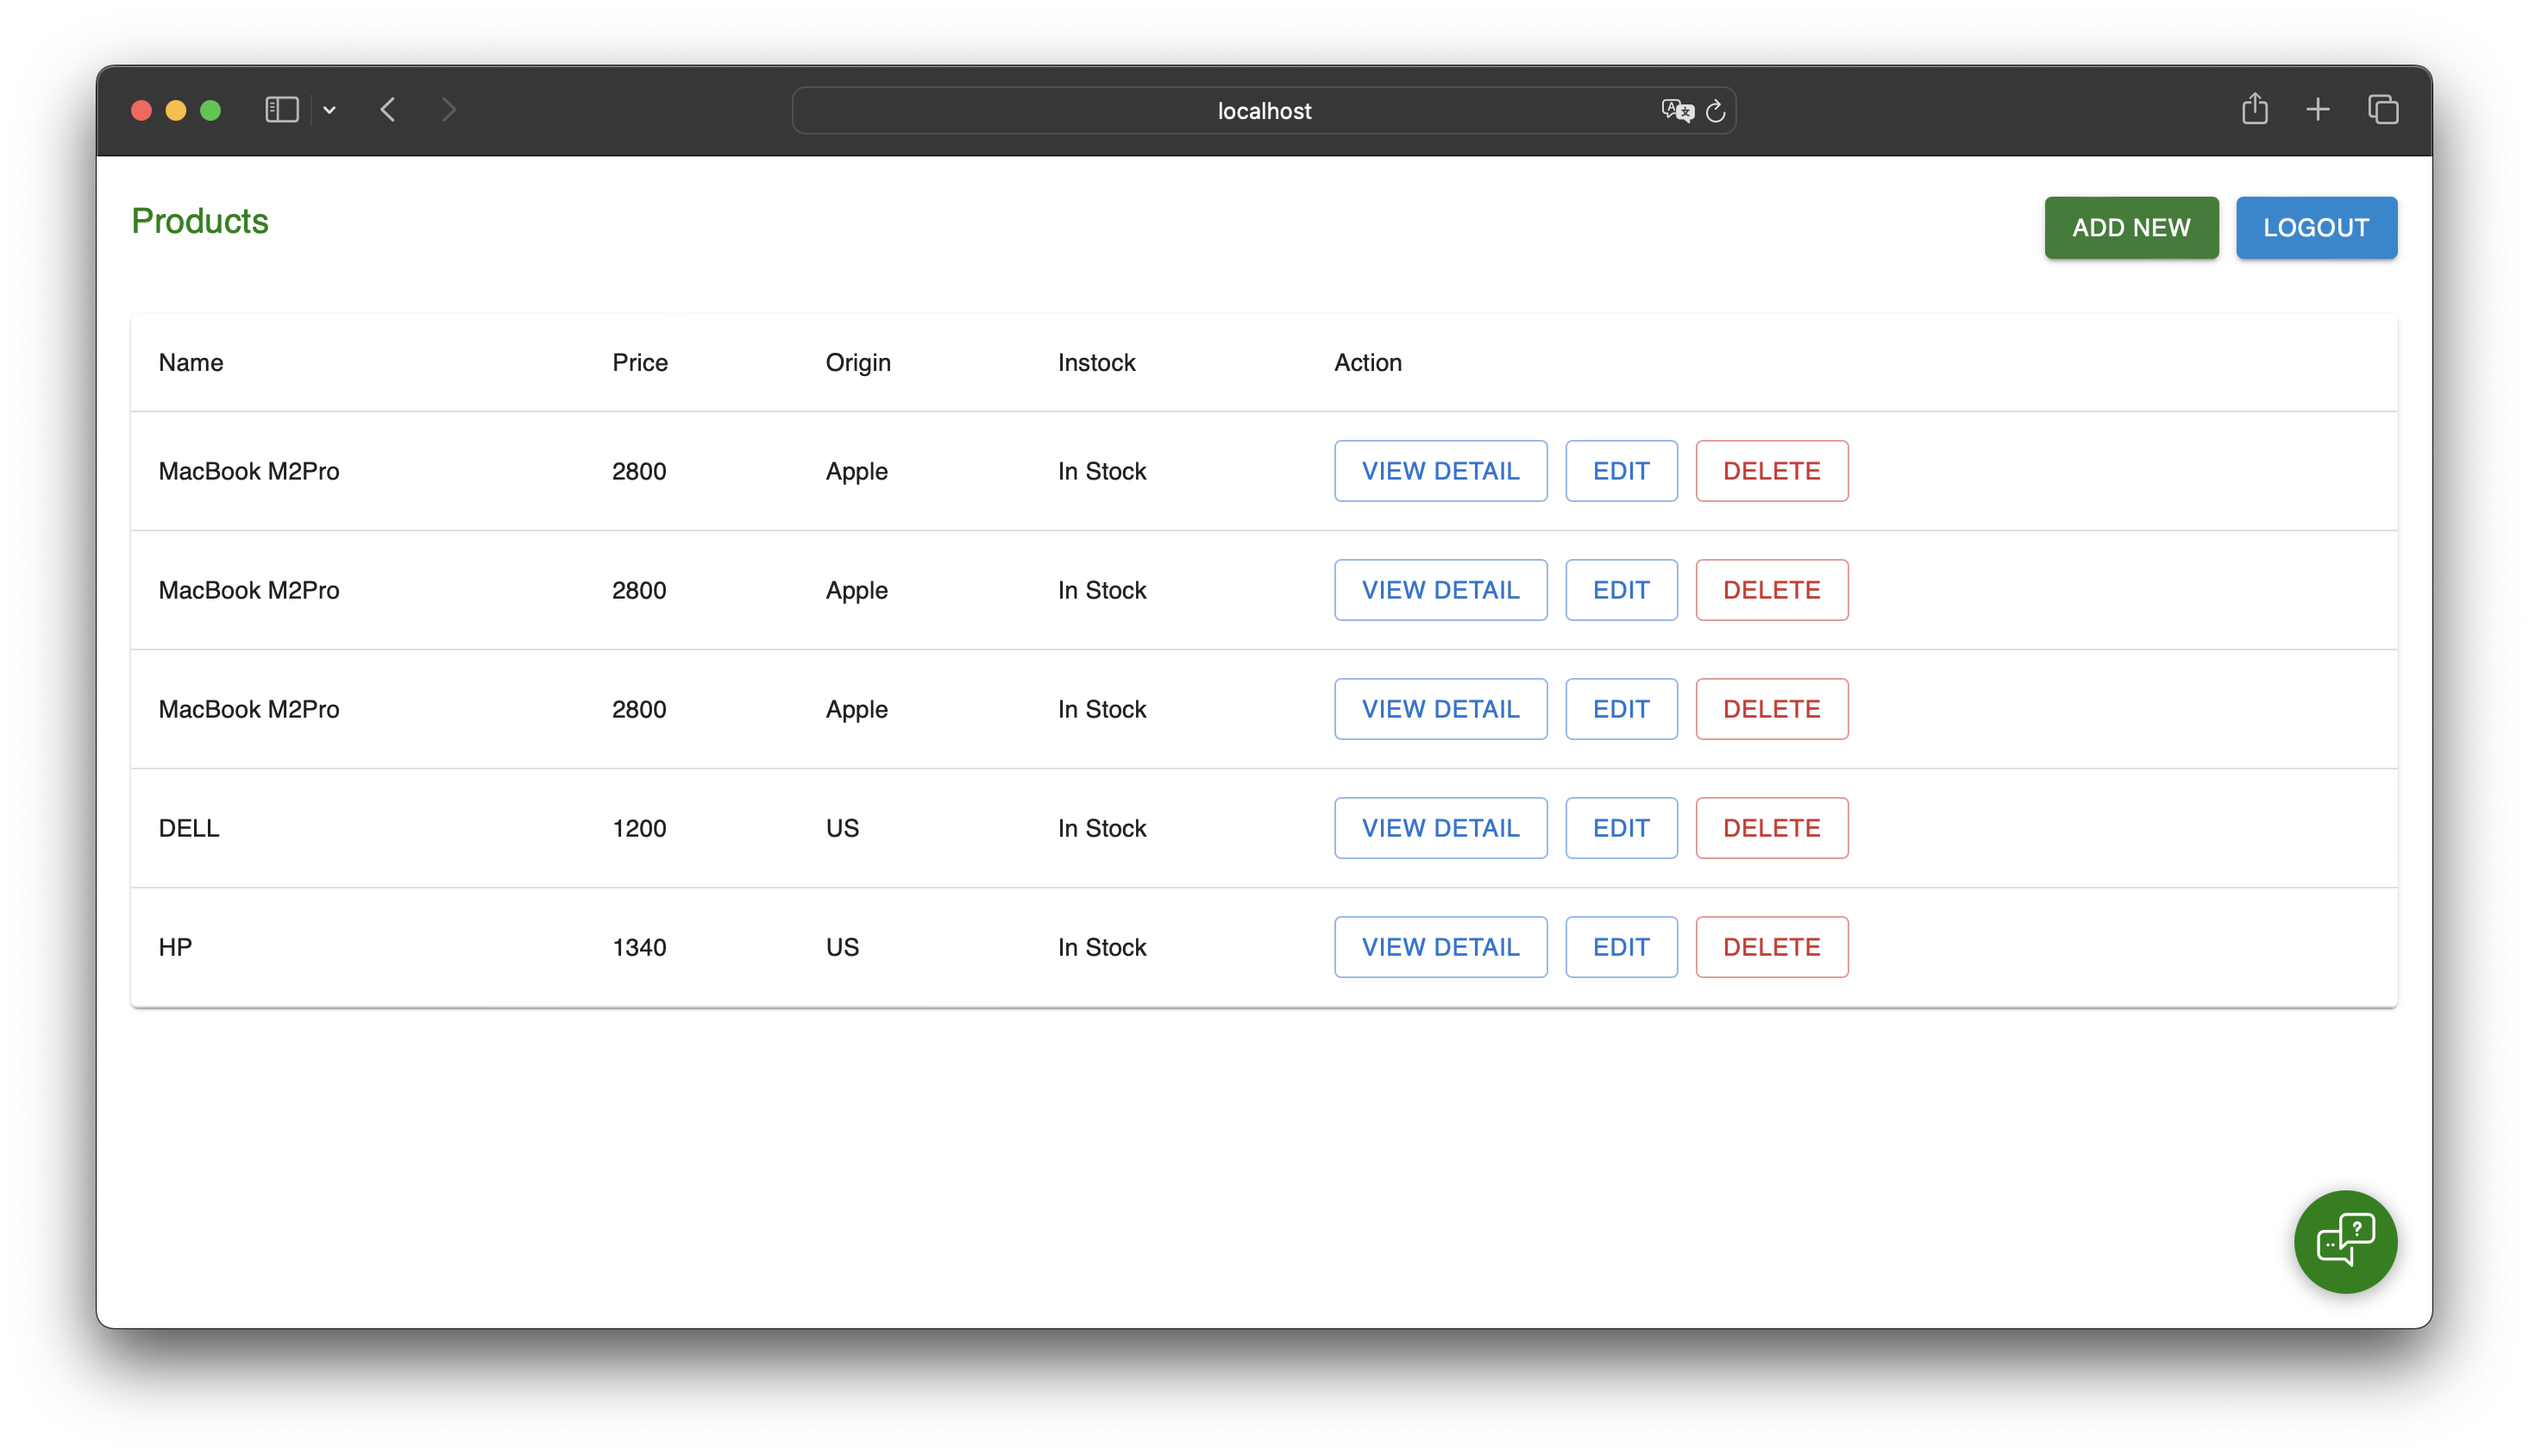 localhost
Products ADD NEW LOGOUT
Name Price Origin Instock Action
MacBook M2Pro 2800 Apple In Stock VIEW DETAIL EDIT DELETE
MacBook M2Pro 2800 Apple In Stock VIEW DETAIL EDIT DELETE
MacBook M2Pro 2800 Apple In Stock VIEW DETAIL EDIT DELETE
DELL 1200 US In Stock VIEW DETAIL EDIT DELETE
HP 1340 US In Stock VIEW DETAIL EDIT DELETE